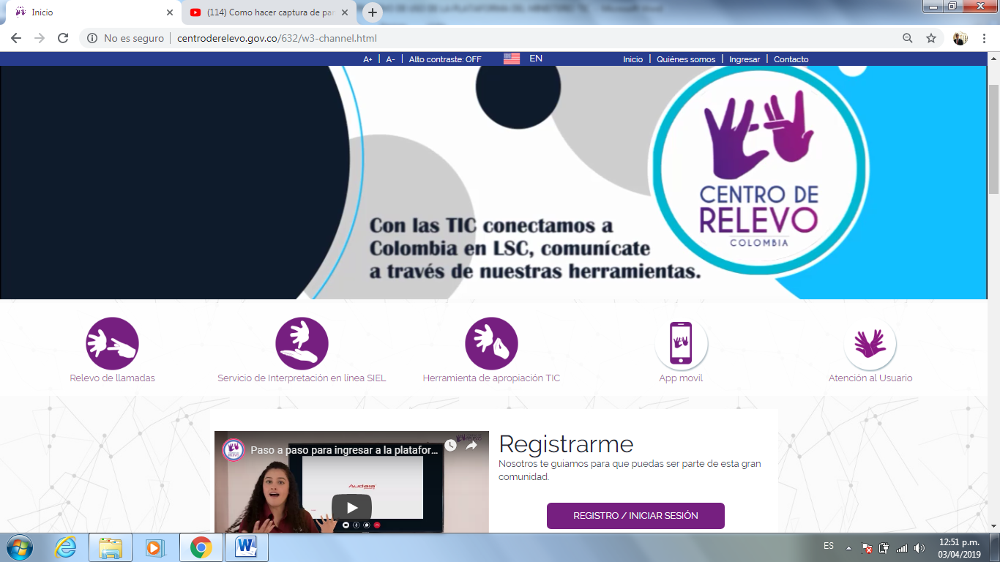 Inicio
(114) Como hacer captura de pan
No es seguro
centroderelevo.gov.co/632/w3-channel.html
A+ | A- | Alto contraste: OFF
EN
Inicio | Quiénes somos | Ingresar | Contacto
CENTRO DE
RELEVO
COLOMBIA
Con las TIC conectamos a
Colombia en LSC, comunícate
a través de nuestras herramientas.
Relevo de llamadas
Servicio de Interpretación en línea SIEL
Herramienta de apropiación TIC
App movil
Atención al Usuario
Paso a paso para ingresar a la platafor...
Audara
Registrarme
Nosotros te guiamos para que puedas ser parte de esta gran
comunidad.
REGISTRO / INICIAR SESIÓN
ES
12:51 p.m.
03/04/2019